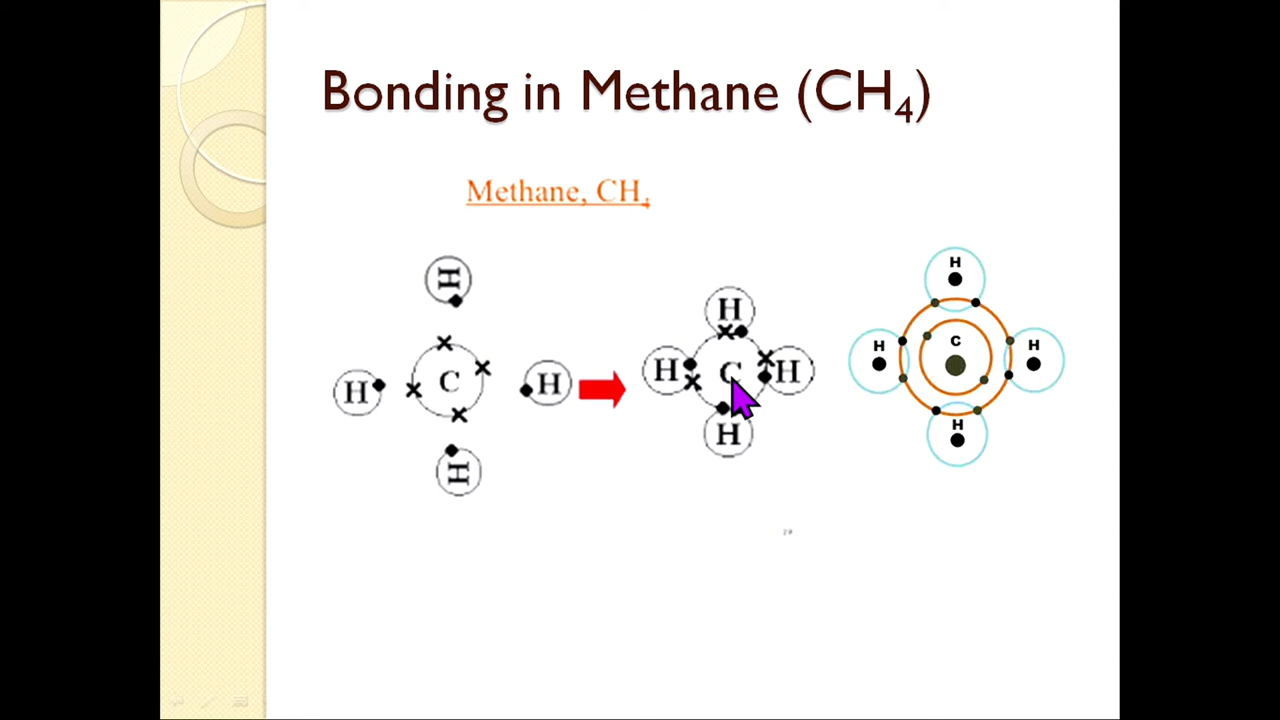 Bonding in Methane (CH₄)
Methane, CH₄
H
H C H
H
H
H C H
H
H
H C H
H